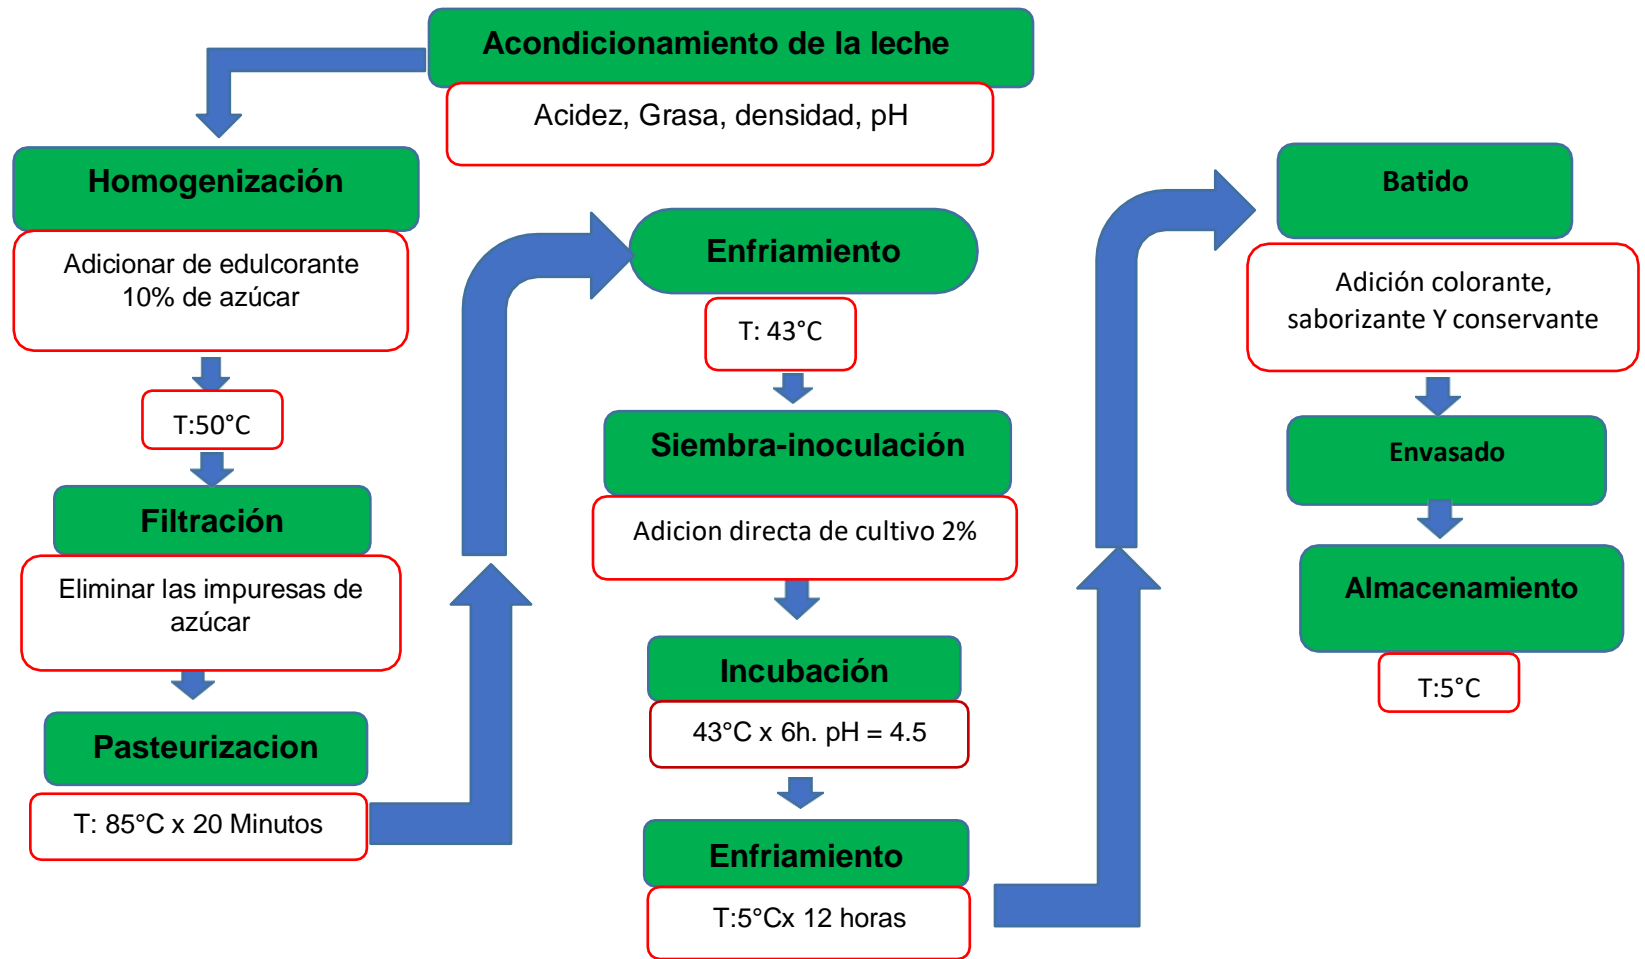 Acondicionamiento de la leche
Acidez, Grasa, densidad, pH
Homogenización
Adicionar de edulcorante
10% de azúcar
T:50°C
Filtración
Eliminar las impuresas de
azúcar
Pasteurizacion
T: 85°C x 20 Minutos
Enfriamiento
T: 43°C
Siembra-inoculación
Adicion directa de cultivo 2%
Incubación
43°C x 6h. pH = 4.5
Enfriamiento
T:5°Cx 12 horas
Batido
Adición colorante,
saborizante Y conservante
Envasado
Almacenamiento
T:5°C